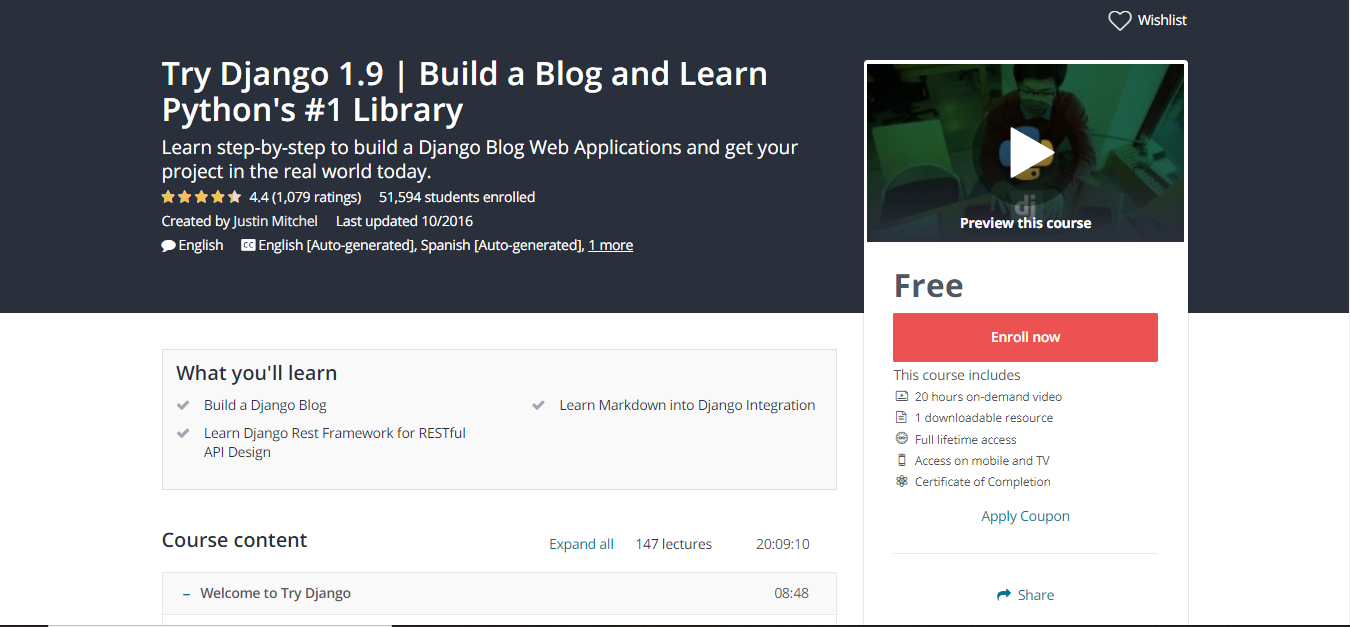 Wishlist
Try Django 1.9 | Build a Blog and Learn
Python's #1 Library
Learn step-by-step to build a Django Blog Web Applications and get your
project in the real world today.
4.4 (1,079 ratings) 51,594 students enrolled
Created by Justin Mitchel Last updated 10/2016
English CC English [Auto-generated], Spanish [Auto-generated], 1 more
dj
Preview this course
Free
Enroll now
This course includes
20 hours on-demand video
1 downloadable resource
Full lifetime access
Access on mobile and TV
Certificate of Completion
Apply Coupon
Share
What you'll learn
Build a Django Blog
Learn Markdown into Django Integration
Learn Django Rest Framework for RESTful
API Design
Course content
Expand all 147 lectures 20:09:10
– Welcome to Try Django 08:48